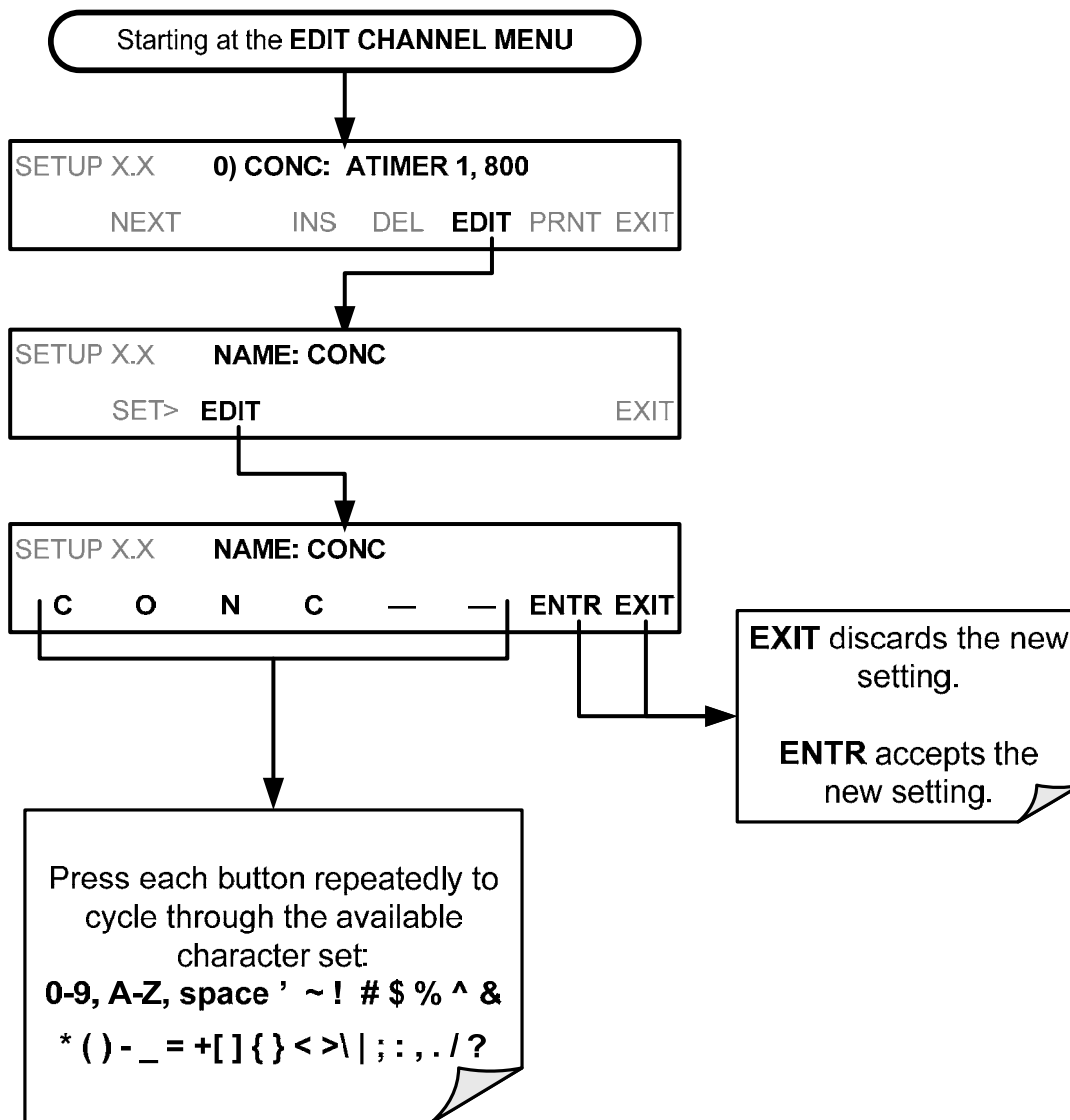 Starting at the EDIT CHANNEL MENU
SETUP X.X 0) CONC: ATIMER 1, 800
NEXT INS DEL EDIT PRNT EXIT
SETUP X.X NAME: CONC
SET> EDIT EXIT
SETUP X.X NAME: CONC
C O N C — — ENTR EXIT
EXIT discards the new
setting.
ENTR accepts the
new setting.
Press each button repeatedly to
cycle through the available
character set:
0-9, A-Z, space ’ ~ ! # $ % ^ &
* ( ) - _ = +[ ] { } < >\ | ; : , . / ?